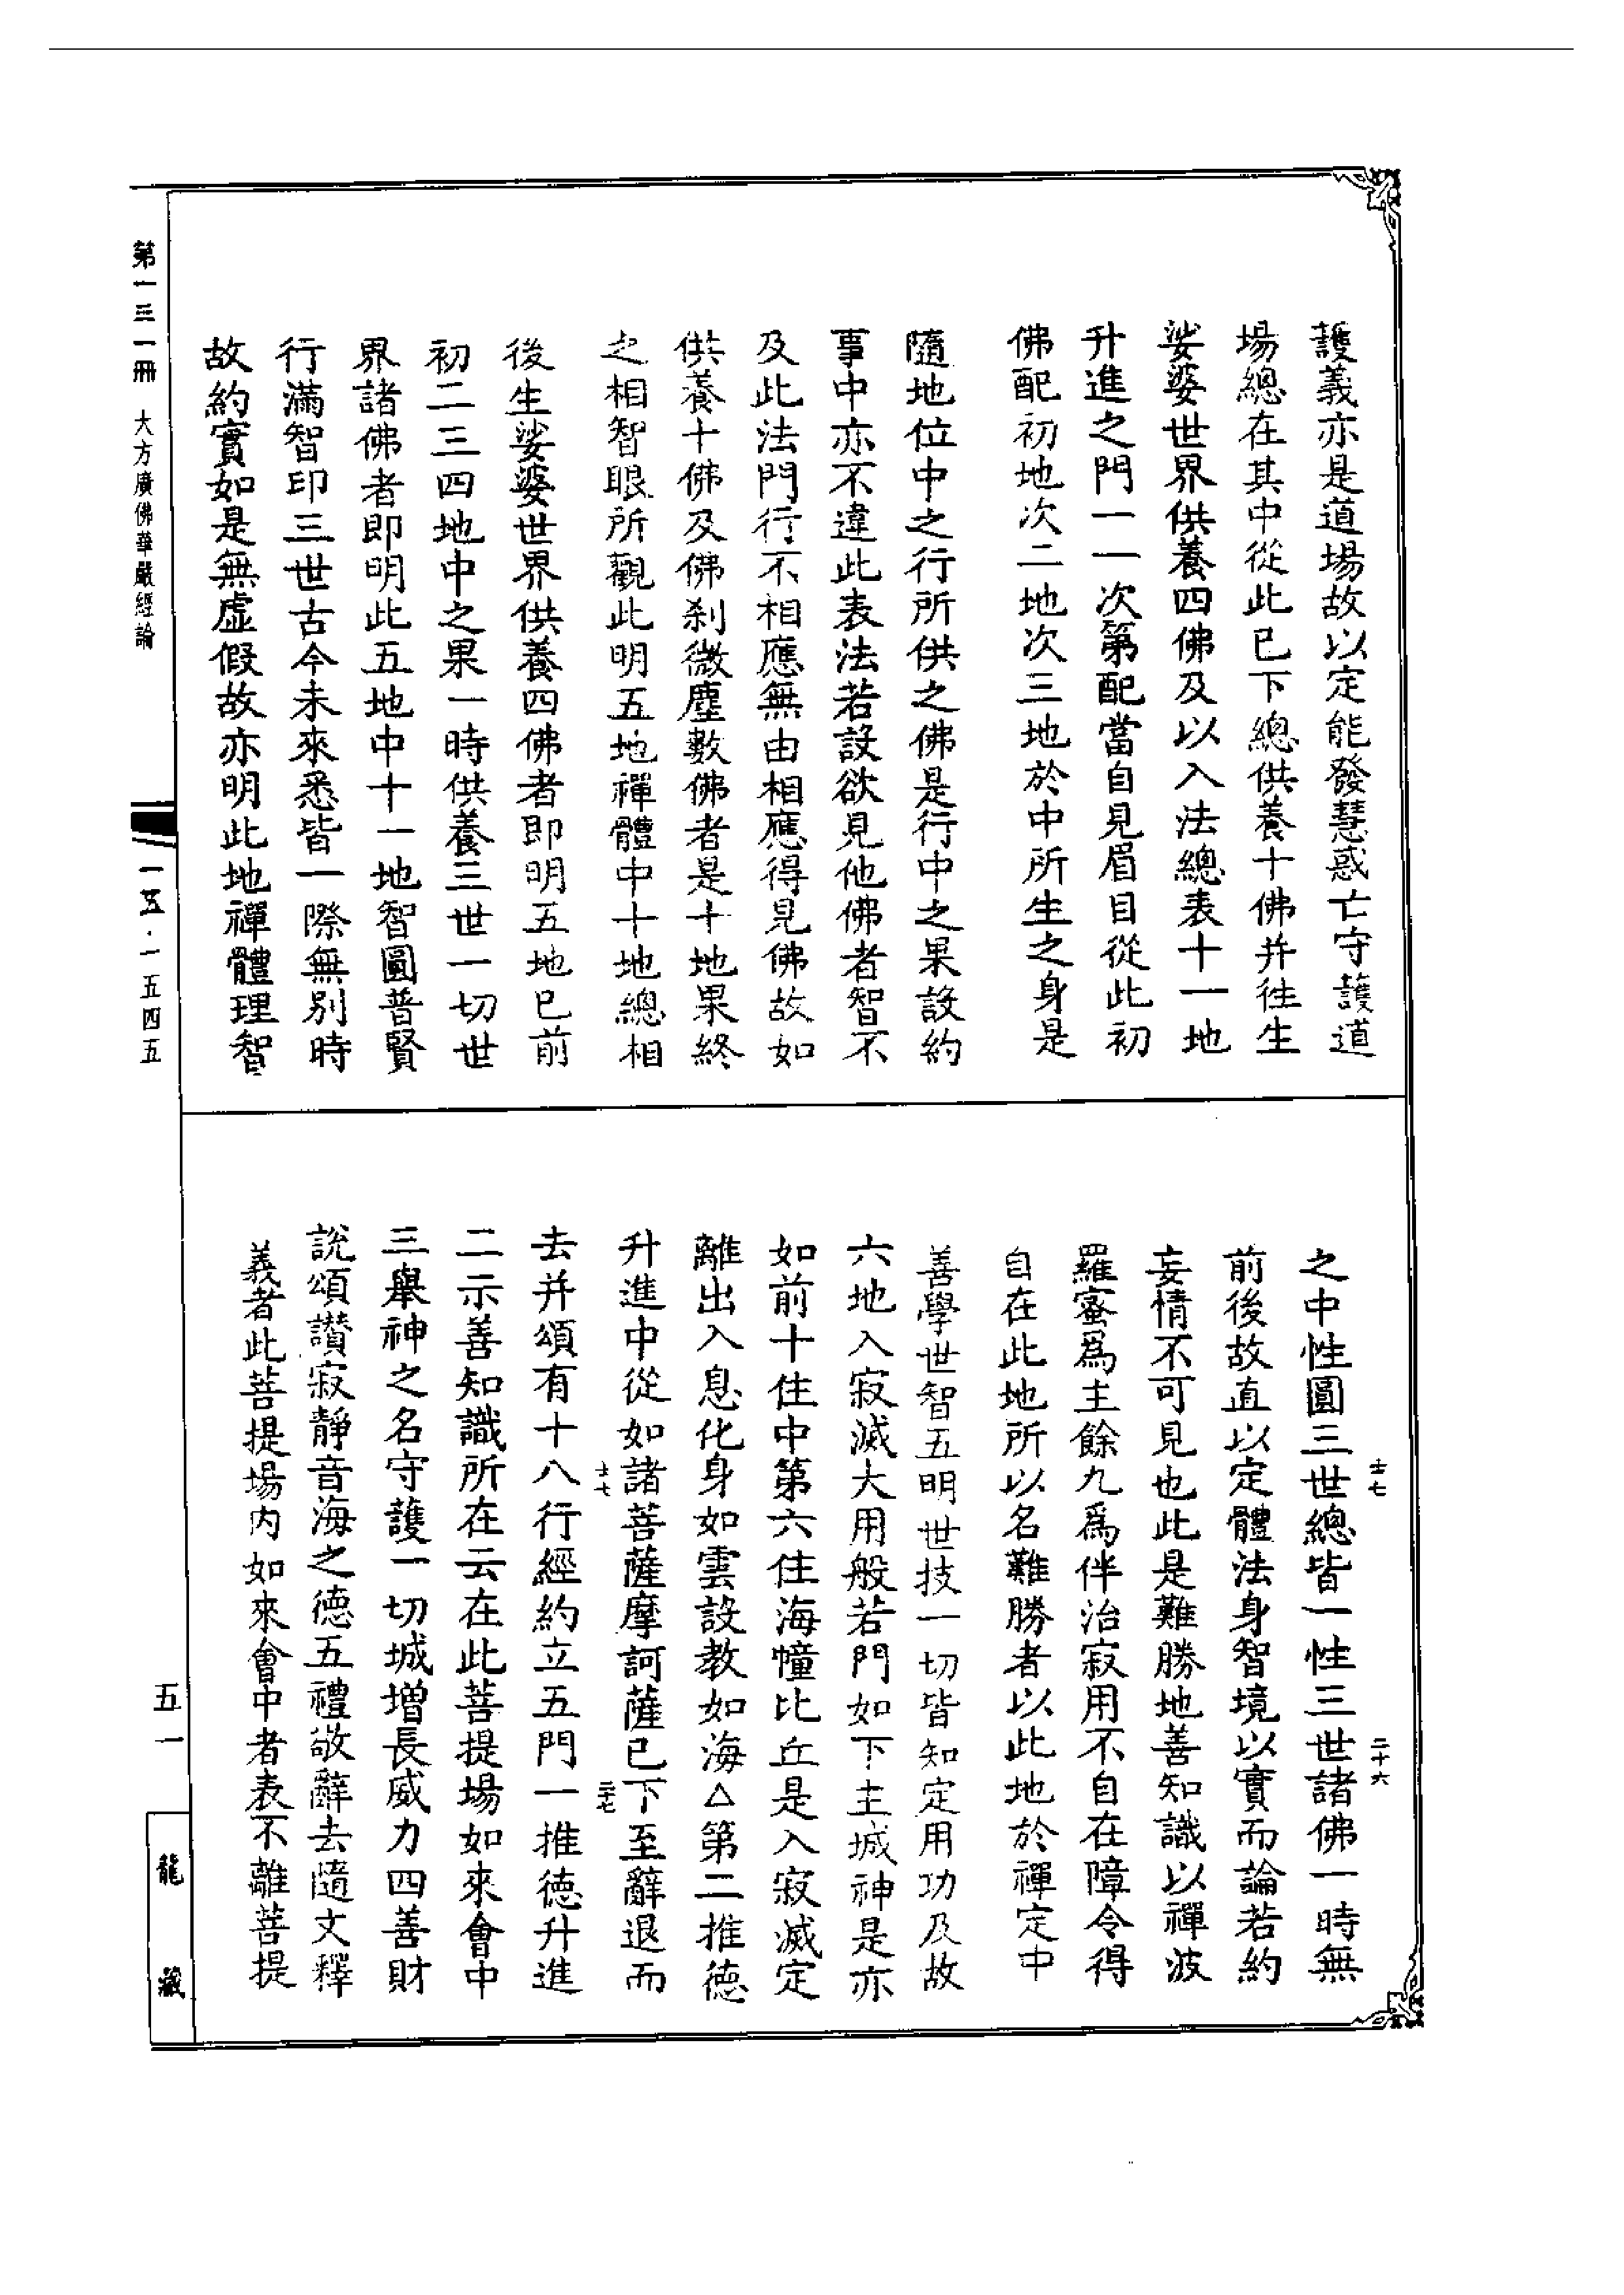 護義亦是道場故以定能發慧惑亡守護道
場總在其中從此已下總供養十佛并往生
娑婆世界供養四佛及以入法總表十一地
升進之門一一次第配當自見眉目從此初
佛配初地次二地次三地於中所生之身是
隨地位中之行所供之佛是行中之果設約
事中亦不違此表法若設欲見他佛者智不
及此法門行不相應無由相應得見佛故如
供養十佛及佛刹微塵數佛者是十地果終
之相智眼所觀此明五地禪體中十地總相
後生娑婆世界供養四佛者即明五地已前
初二三四地中之果一時供養三世一切世
界諸佛者即明此五地中十一地智圓普賢
行滿智印三世古今未來悉皆一際無別時
故約實如是無虛假故亦明此地禪體理智
第一三一冊 大方廣佛華嚴經論
一五·一五四五
之中性圓三世總皆一性三世諸佛一時無
前後故直以定體法身智境以實而論若約
妄情不可見也此是難勝地善知識以禪波
羅蜜爲主餘九爲伴治寂用不自在障令得
自在此地所以名難勝者以此地於禪定中
善學世智五明世技一切皆知定用功及故
六地入寂滅大用般若門如下主城神是亦
如前十住中第六住海幢比丘是入寂滅定
離出入息化身如雲設教如海△第二推德
升進中從如諸菩薩摩訶薩已下至辭退而
去并頌有十八行經約立五門一推德升進
二示善知識所在云在此菩提場如來會中
三舉神之名守護一切城增長威力四善財
說頌讚寂靜音海之德五禮敬辭去隨文釋
義者此菩提場内如來會中者表不離菩提
士七
二十六
士七
二七
五一
龍藏